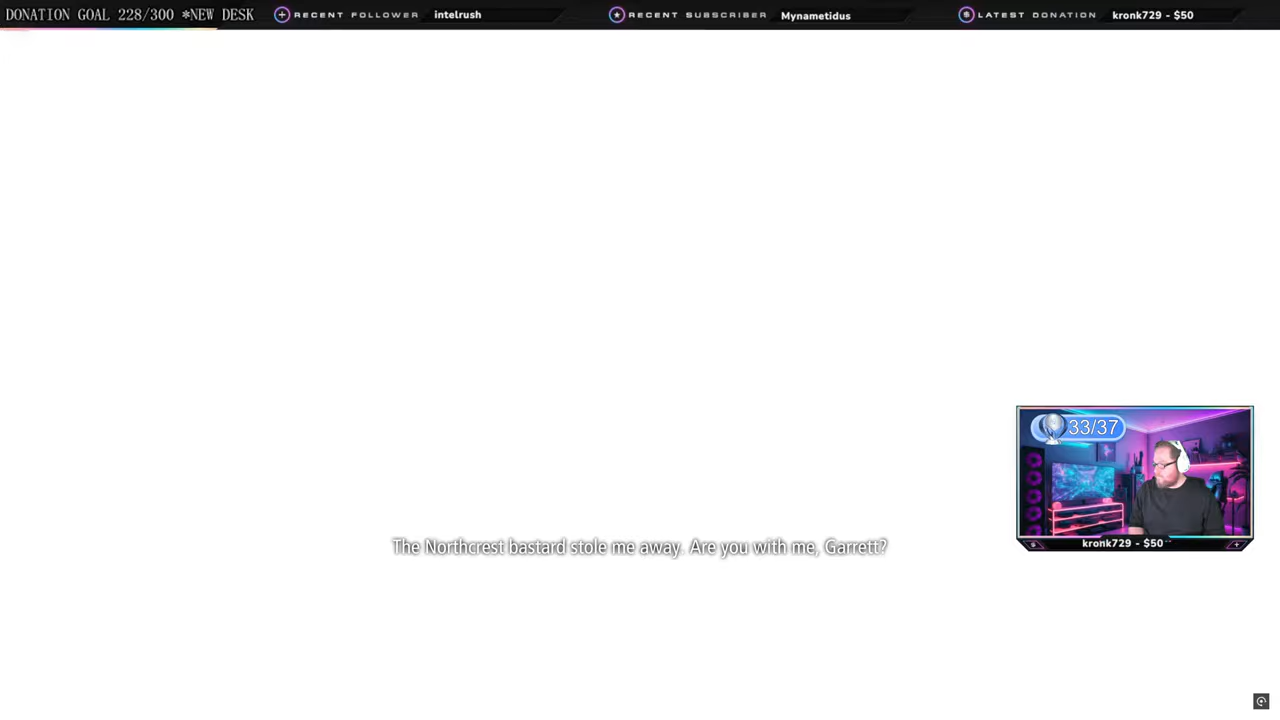 DONATION GOAL 228/300 *NEW DESK
RECENT FOLLOWER intelrush
RECENT SUBSCRIBER Mynametidus
LATEST DONATION kronk729 - $50
33/37
The Northcrest bastard stole me away. Are you with me, Garrett?
kronk729 - $50